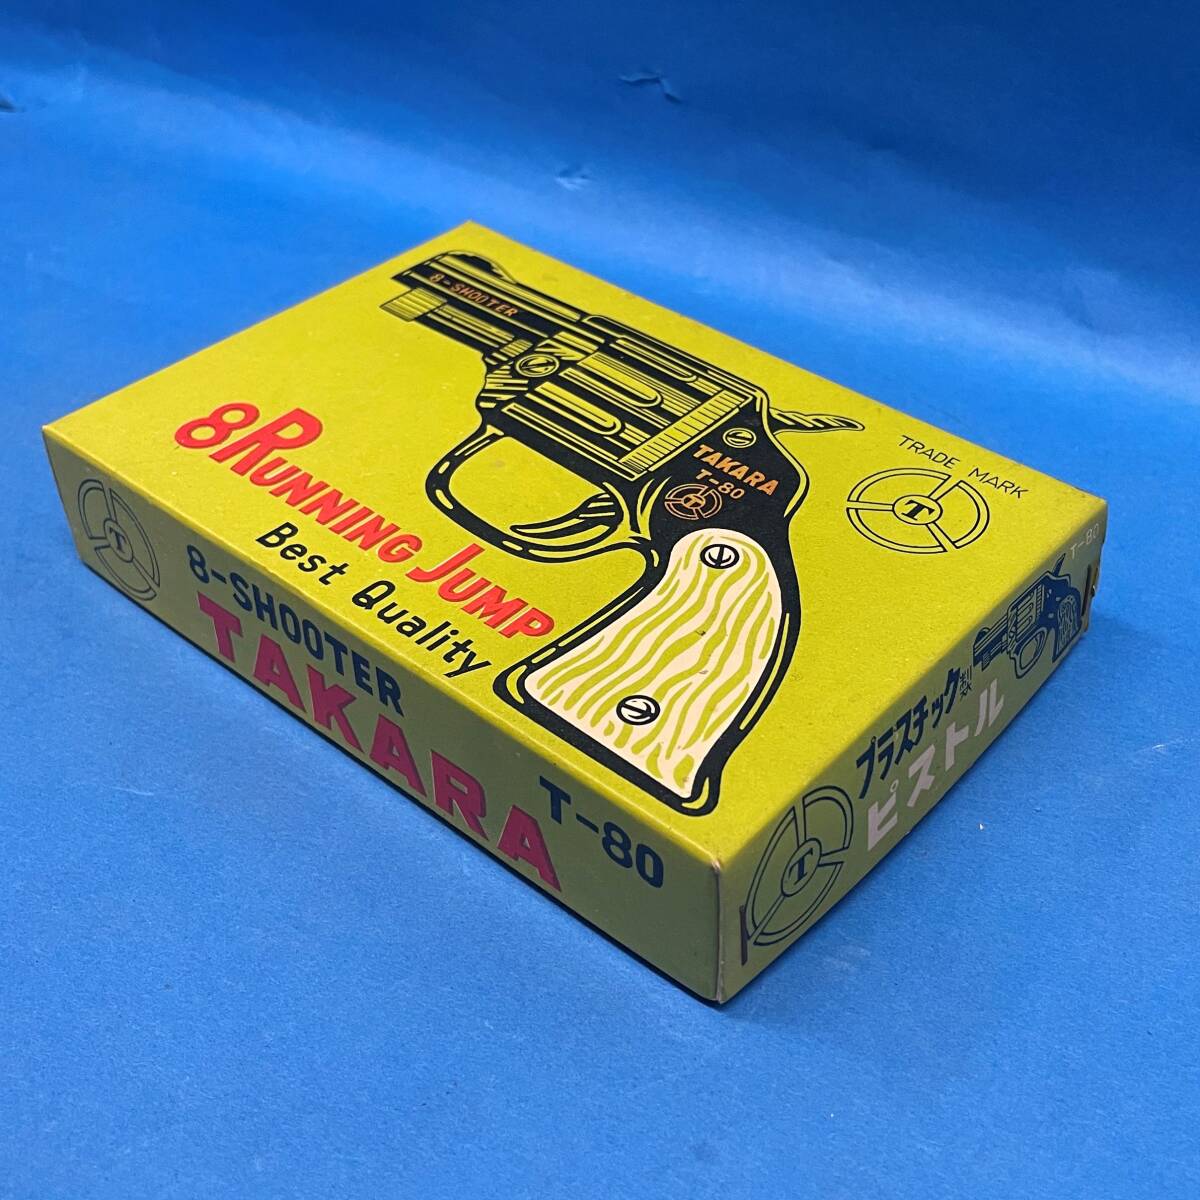 8-SHOOTER
TAKARA
T-80
T
TRADE MARK
T
8 RUNNING JUMP
Best Quality
T
8-SHOOTER
TAKARA
T-80
T-80
プラスチック製
ピストル
T